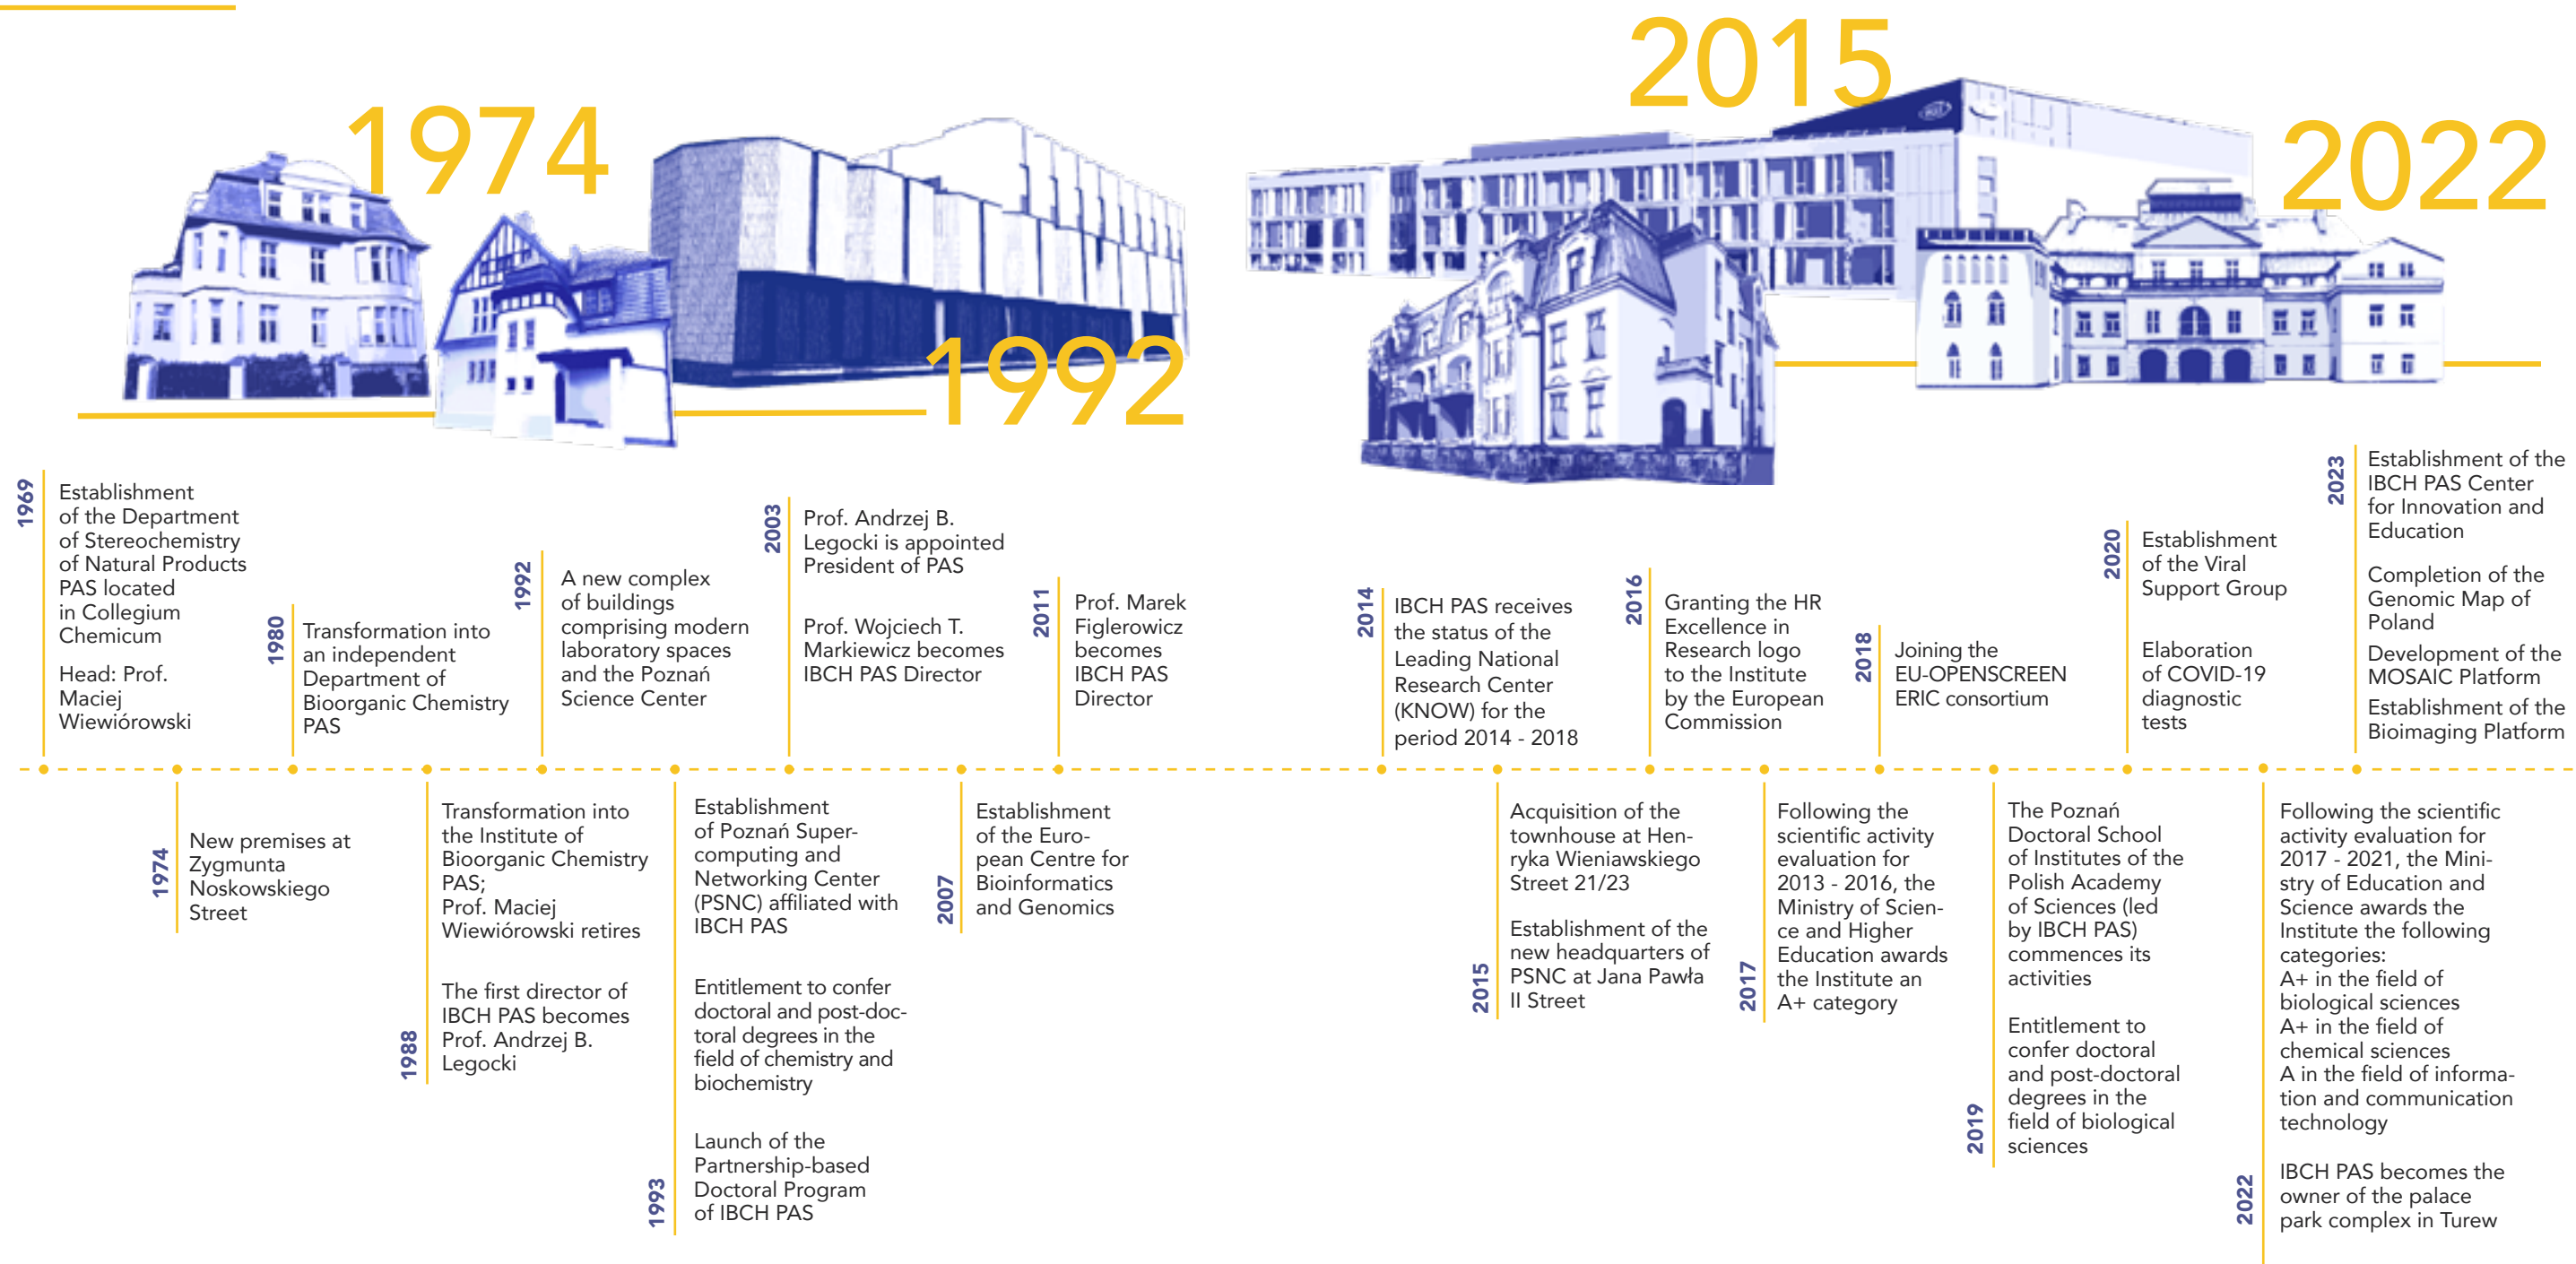 1974
1992
2015
2022
1969
Establishment
of the Department
of Stereochemistry
of Natural Products
PAS located
in Collegium
Chemicum
Head: Prof.
Maciej
Wiewiórowski
1974
New premises at
Zygmunta
Noskowskiego
Street
1980
Transformation into
an independent
Department of
Bioorganic Chemistry
PAS
1988
Transformation into
the Institute of
Bioorganic Chemistry
PAS;
Prof. Maciej
Wiewiórowski retires
The first director of
IBCH PAS becomes
Prof. Andrzej B.
Legocki
1992
A new complex
of buildings
comprising modern
laboratory spaces
and the Poznań
Science Center
1993
Establishment
of Poznań Super-
computing and
Networking Center
(PSNC) affiliated with
IBCH PAS
Entitlement to confer
doctoral and post-doc-
toral degrees in the
field of chemistry and
biochemistry
Launch of the
Partnership-based
Doctoral Program
of IBCH PAS
2003
Prof. Andrzej B.
Legocki is appointed
President of PAS
Prof. Wojciech T.
Markiewicz becomes
IBCH PAS Director
2007
Establishment
of the Euro-
pean Centre for
Bioinformatics
and Genomics
2011
Prof. Marek
Figlerowicz
becomes
IBCH PAS
Director
2014
IBCH PAS receives
the status of the
Leading National
Research Center
(KNOW) for the
period 2014 - 2018
2015
Acquisition of the
townhouse at Hen-
ryka Wieniawskiego
Street 21/23
Establishment of the
new headquarters of
PSNC at Jana Pawła
II Street
2016
Granting the HR
Excellence in
Research logo
to the Institute
by the European
Commission
2017
Following the
scientific activity
evaluation for
2013 - 2016, the
Ministry of Scien-
ce and Higher
Education awards
the Institute an
A+ category
2018
Joining the
EU-OPENSCREEN
ERIC consortium
2019
The Poznań
Doctoral School
of Institutes of the
Polish Academy
of Sciences (led
by IBCH PAS)
commences its
activities
Entitlement to
confer doctoral
and post-doctoral
degrees in the
field of biological
sciences
2020
Establishment
of the Viral
Support Group
Elaboration
of COVID-19
diagnostic
tests
2022
Following the scientific
activity evaluation for
2017 - 2021, the Mini-
stry of Education and
Science awards the
Institute the following
categories:
A+ in the field of
biological sciences
A+ in the field of
chemical sciences
A in the field of informa-
tion and communication
technology
IBCH PAS becomes the
owner of the palace
park complex in Turew
2023
Establishment of the
IBCH PAS Center
for Innovation and
Education
Completion of the
Genomic Map of
Poland
Development of the
MOSAIC Platform
Establishment of the
Bioimaging Platform